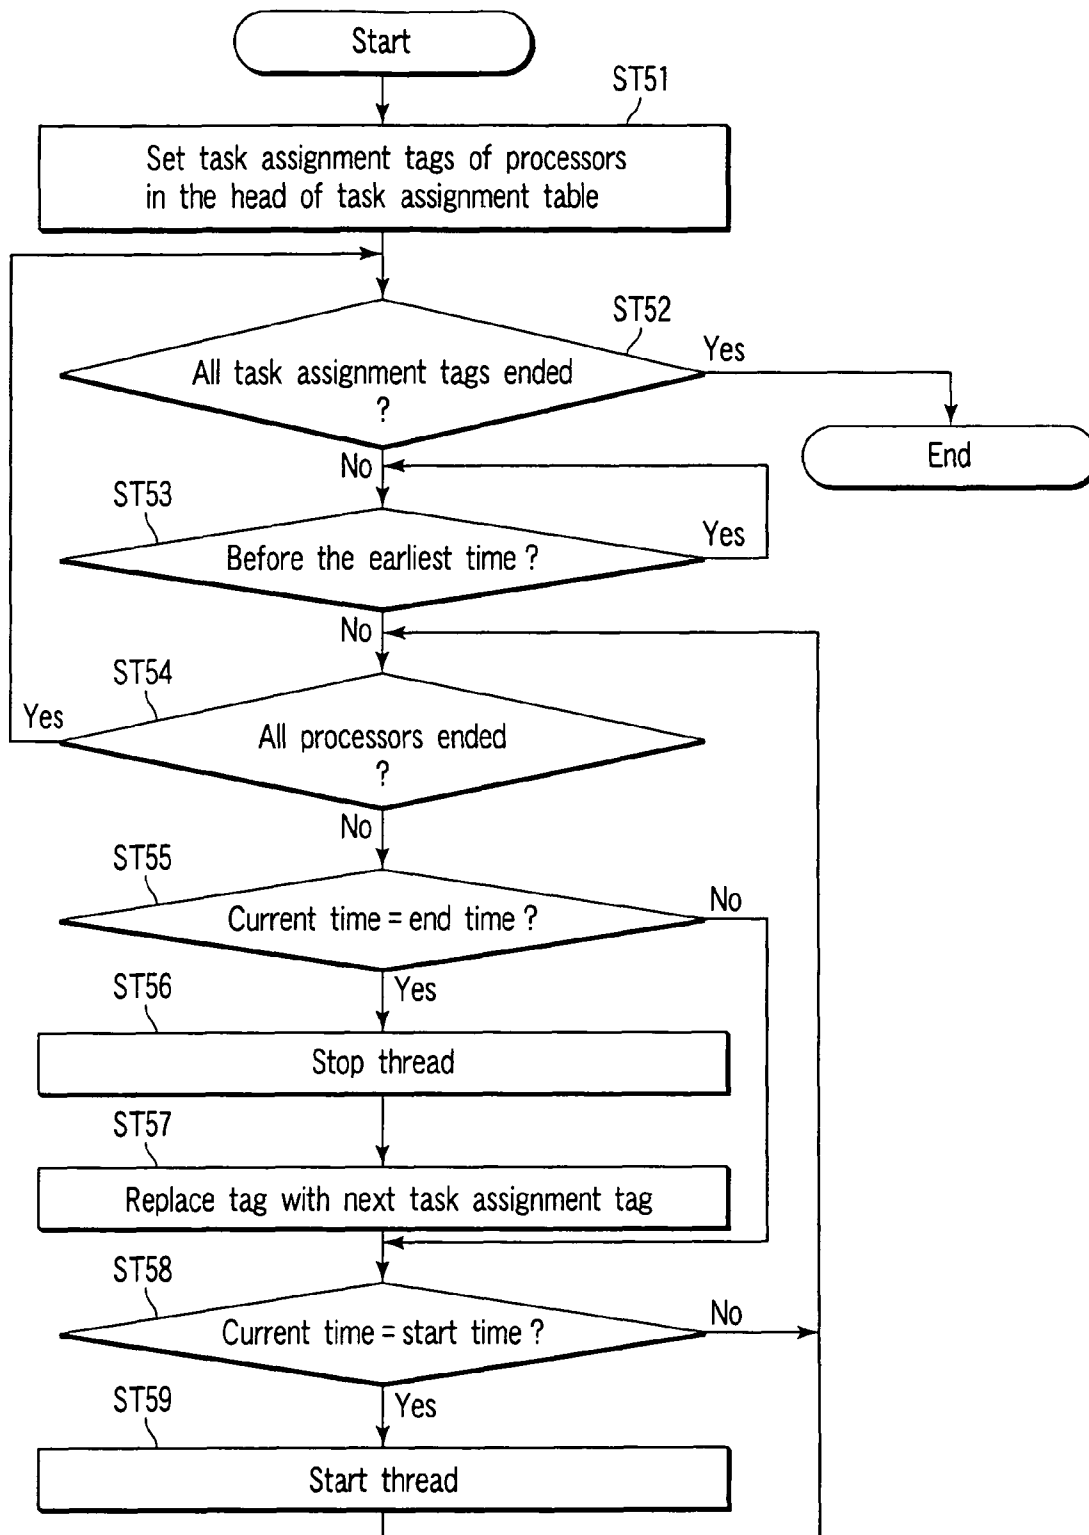 Start
ST51
Set task assignment tags of processors
in the head of task assignment table
ST52
All task assignment tags ended
?
Yes
End
No
ST53
Before the earliest time ?
Yes
No
ST54
Yes
All processors ended
?
No
ST55
Current time = end time ?
No
Yes
ST56
Stop thread
ST57
Replace tag with next task assignment tag
ST58
Current time = start time ?
No
Yes
ST59
Start thread